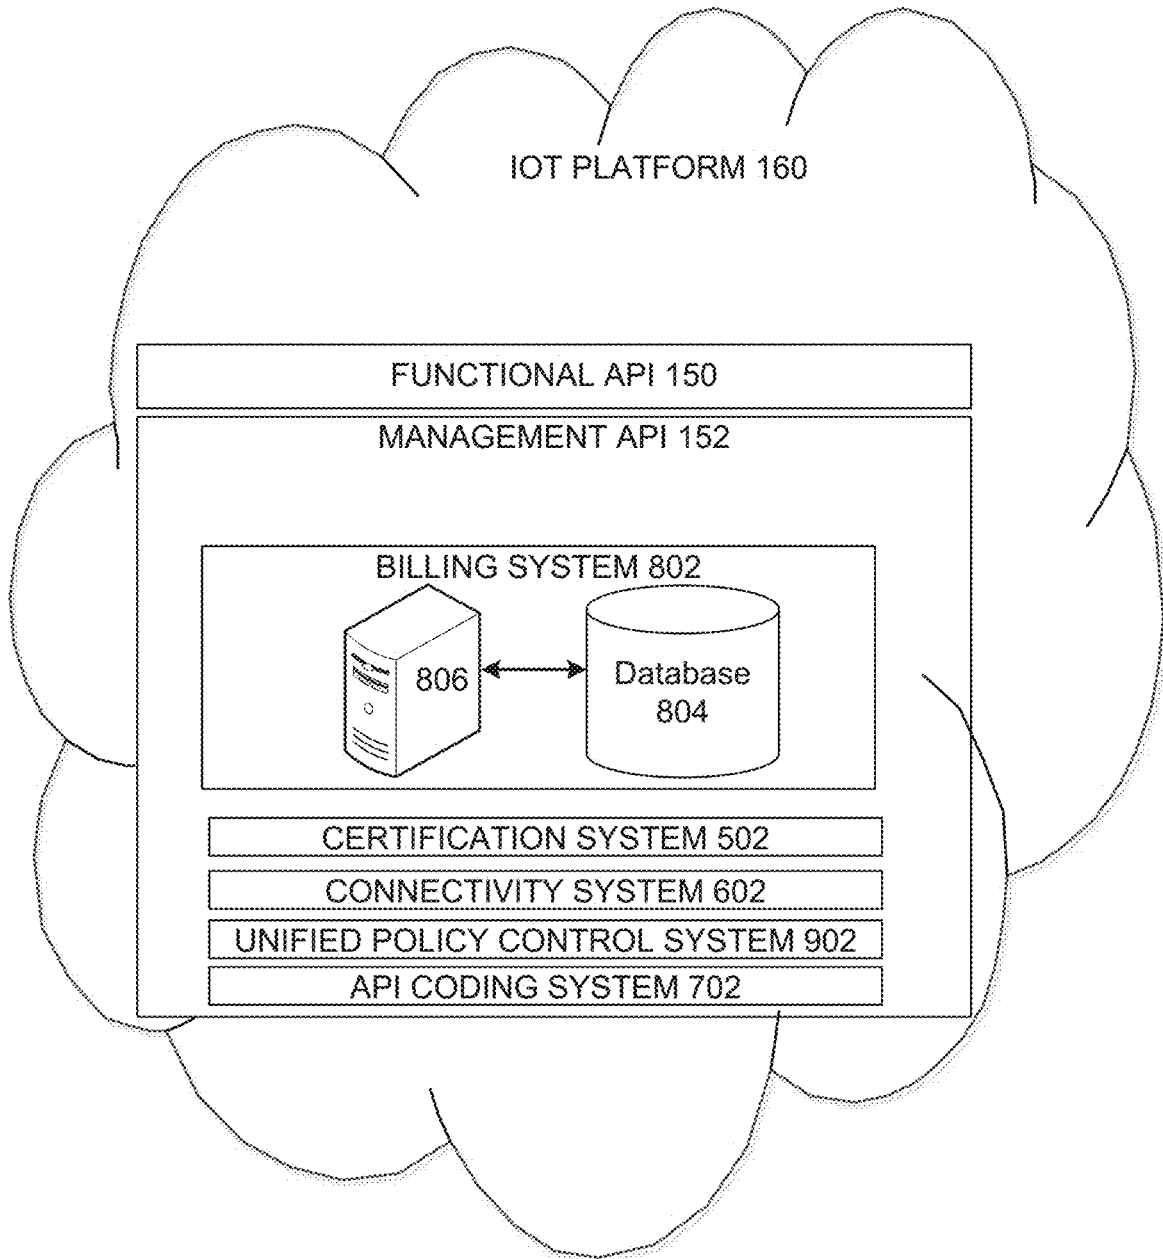 IOT PLATFORM 160
FUNCTIONAL API 150
MANAGEMENT API 152
BILLING SYSTEM 802
806
Database
804
CERTIFICATION SYSTEM 502
CONNECTIVITY SYSTEM 602
UNIFIED POLICY CONTROL SYSTEM 902
API CODING SYSTEM 702